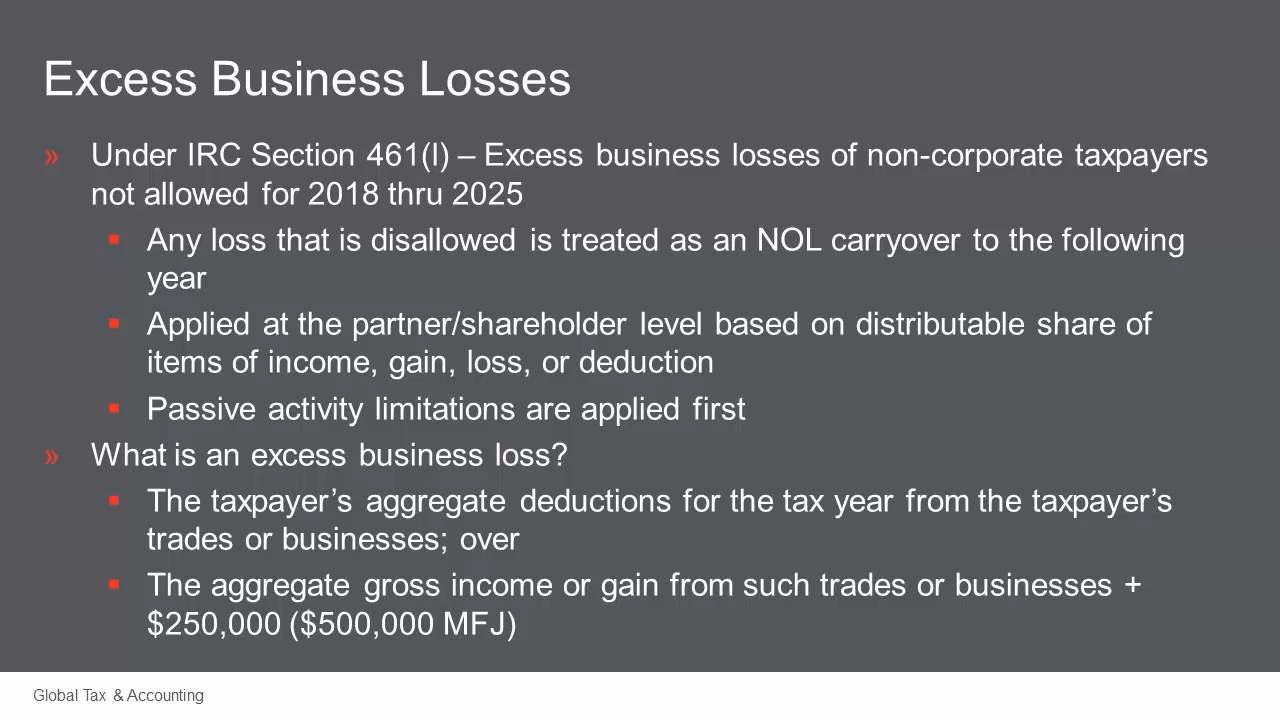 Excess Business Losses
» Under IRC Section 461(l) – Excess business losses of non-corporate taxpayers
not allowed for 2018 thru 2025
▪ Any loss that is disallowed is treated as an NOL carryover to the following
year
▪ Applied at the partner/shareholder level based on distributable share of
items of income, gain, loss, or deduction
▪ Passive activity limitations are applied first
» What is an excess business loss?
▪ The taxpayer’s aggregate deductions for the tax year from the taxpayer’s
trades or businesses; over
▪ The aggregate gross income or gain from such trades or businesses +
$250,000 ($500,000 MFJ)
Global Tax & Accounting